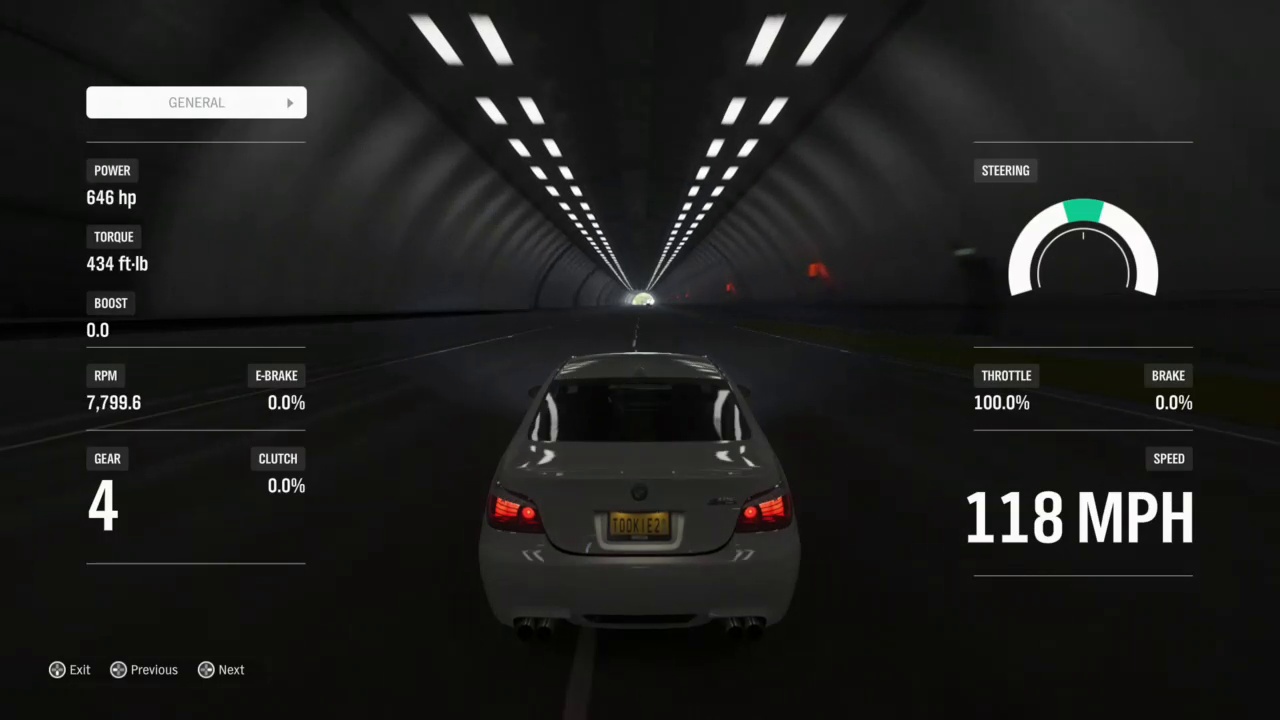 GENERAL
POWER
646 hp
TORQUE
434 ft·lb
BOOST
0.0
RPM
E-BRAKE
7,799.6
0.0%
GEAR
CLUTCH
4
0.0%
STEERING
THROTTLE
BRAKE
100.0%
0.0%
SPEED
118 MPH
TOOKIE2
Exit
Previous
Next